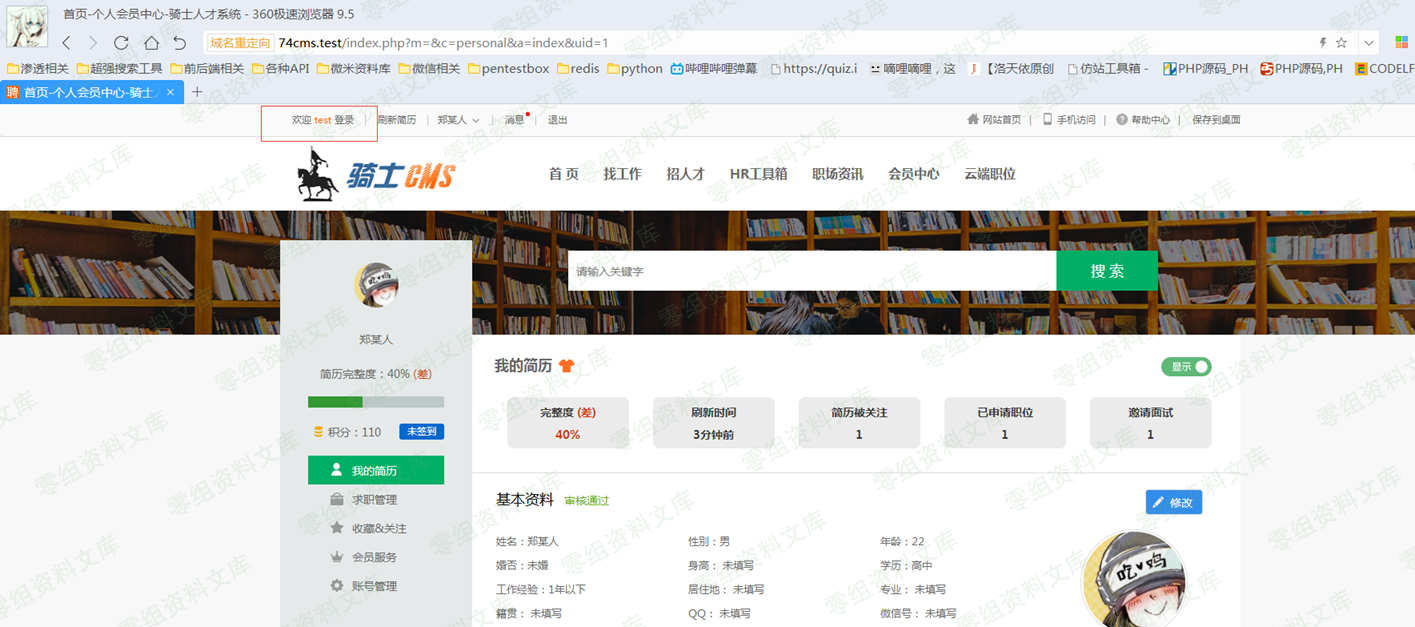 首页-个人会员中心-骑士人才系统 - 360极速浏览器 9.5
域名重定向 74cms.test/index.php?m=&c=personal&a=index&uid=1
渗透相关 超强搜索工具 前后端相关 各种API 微米资料库 微信相关 pentestbox redis python 哔哩哔哩弹幕 https://quiz.i 嘀哩嘀哩，这 【洛天依原创 仿站工具箱 - PHP源码_PH PHP源码,PH CODELF
聘 首页-个人会员中心-骑士
欢迎 test 登录 | 刷新简历 | 郑某人 | 消息 | 退出 网站首页 | 手机访问 | 帮助中心 | 保存到桌面
骑士CMS 首 页 找工作 招人才 HR工具箱 职场资讯 会员中心 云端职位
请输入关键字 搜 索
郑某人
简历完整度：40% (差)
积分：110 未签到
我的简历
求职管理
收藏&关注
会员服务
账号管理
我的简历 显示
完整度 (差) 刷新时间 简历被关注 已申请职位 邀请面试
40% 3分钟前 1 1 1
基本资料 审核通过 修改
姓名：郑某人 性别：男 年龄：22
婚否：未婚 身高： 未填写 学历：高中
工作经验：1年以下 居住地： 未填写 专业： 未填写
籍贯： 未填写 QQ： 未填写 微信号： 未填写
吃 鸡
零组资料文库